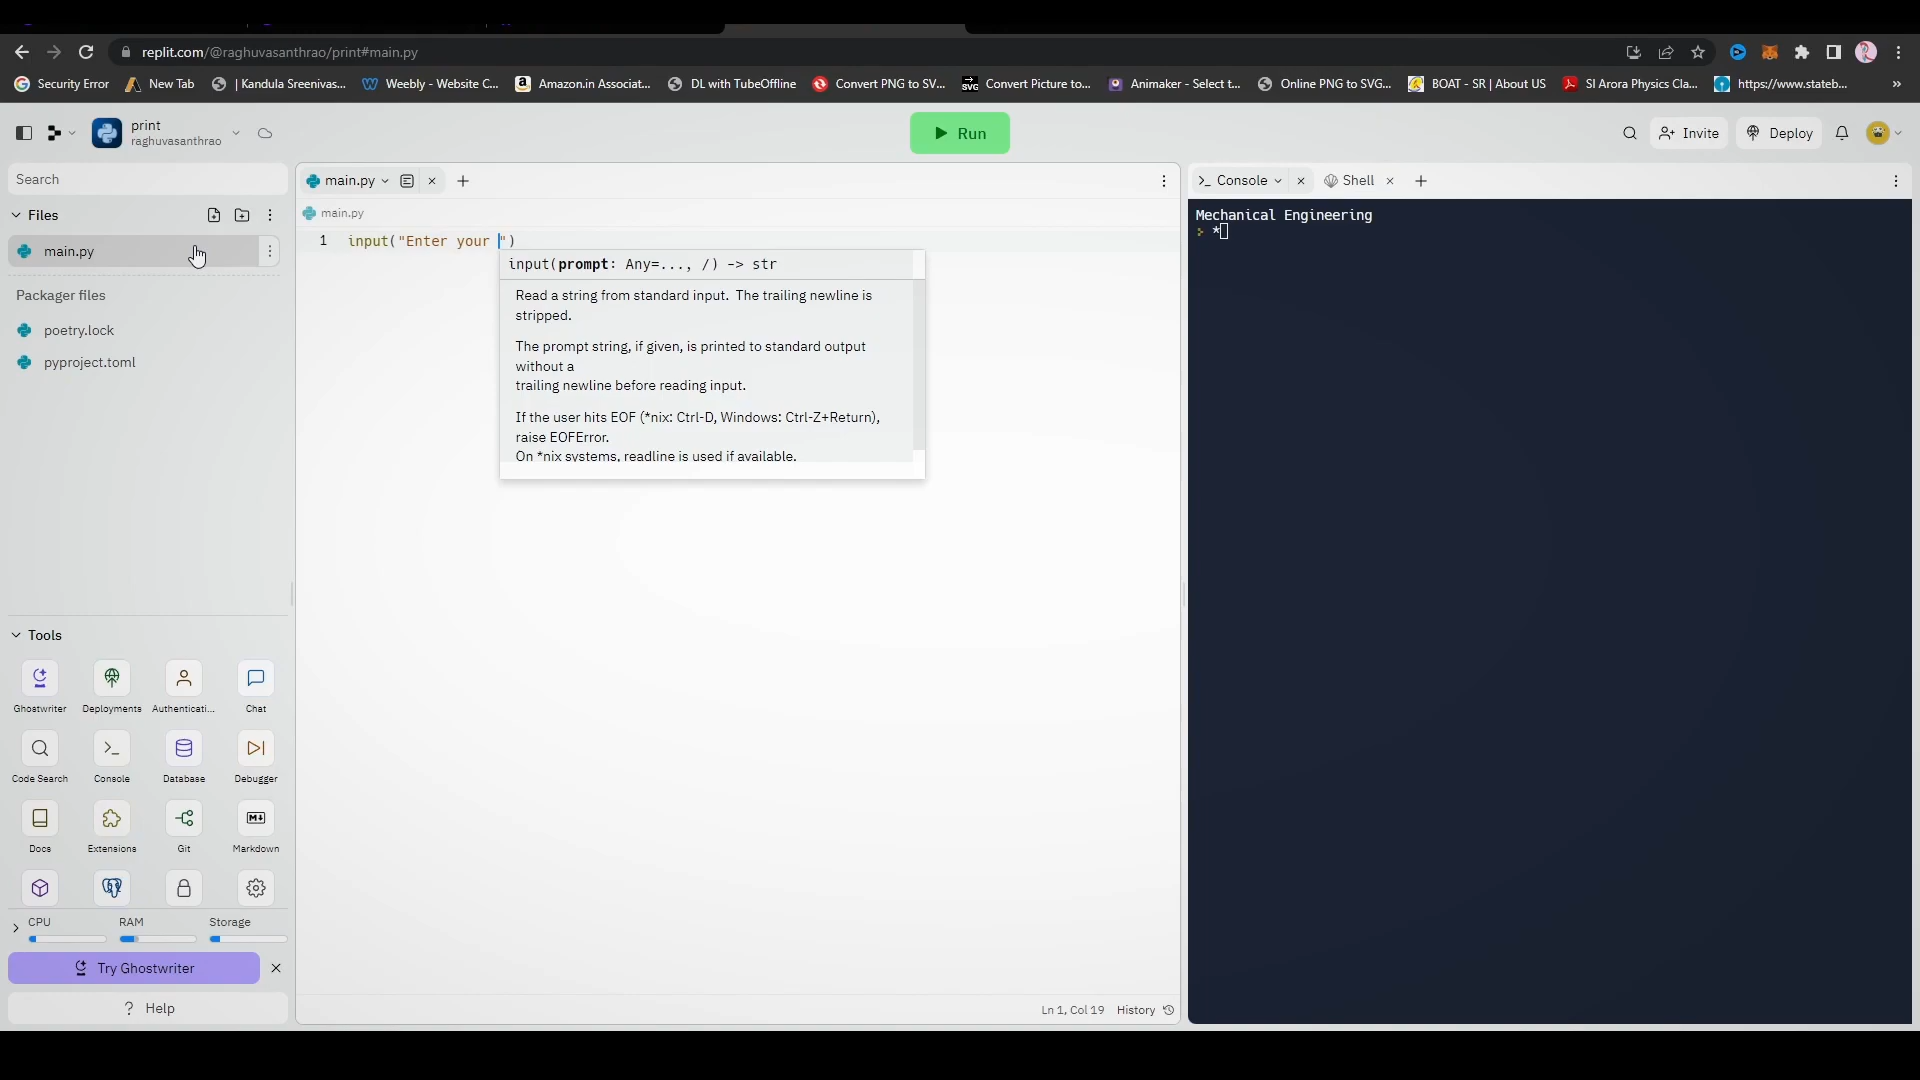 replit.com/@raghuvasanthrao/print#main.py
Security Error
New Tab
| Kandula Sreenivas...
Weebly - Website C...
Amazon.in Associat...
DL with TubeOffline
Convert PNG to SV...
Convert Picture to...
Animaker - Select t...
Online PNG to SVG...
BOAT - SR | About US
SI Arora Physics Cla...
https://www.stateb...
»
print
raghuvasanthrao
Run
Invite
Deploy
Search
Files
main.py
Packager files
poetry.lock
pyproject.toml
main.py
main.py
1 input("Enter your ")
input(prompt: Any=..., /) -> str
Read a string from standard input. The trailing newline is
stripped.
The prompt string, if given, is printed to standard output
without a
trailing newline before reading input.
If the user hits EOF (*nix: Ctrl-D, Windows: Ctrl-Z+Return),
raise EOFError.
On *nix systems, readline is used if available.
Console
Shell
Mechanical Engineering
*
Tools
Ghostwriter
Deployments
Authenticati...
Chat
Code Search
Console
Database
Debugger
Docs
Extensions
Git
Markdown
CPU
RAM
Storage
Try Ghostwriter
? Help
Ln 1, Col 19
History